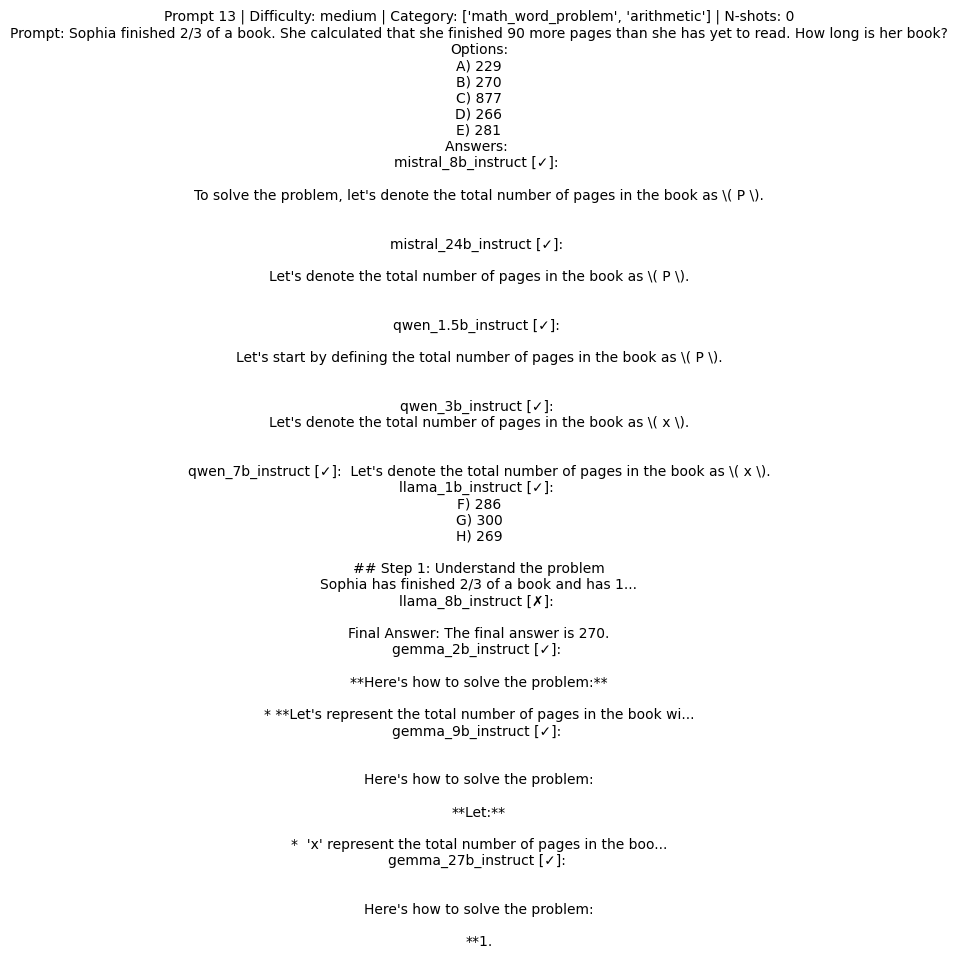 Prompt 13 | Difficulty: medium | Category: ['math_word_problem', 'arithmetic'] | N-shots: 0
Prompt: Sophia finished 2/3 of a book. She calculated that she finished 90 more pages than she has yet to read. How long is her book?
Options:
A) 229
B) 270
C) 877
D) 266
E) 281
Answers:
mistral_8b_instruct [✓]:
To solve the problem, let's denote the total number of pages in the book as \( P \).
mistral_24b_instruct [✓]:
Let's denote the total number of pages in the book as \( P \).
qwen_1.5b_instruct [✓]:
Let's start by defining the total number of pages in the book as \( P \).
qwen_3b_instruct [✓]:
Let's denote the total number of pages in the book as \( x \).
qwen_7b_instruct [✓]:  Let's denote the total number of pages in the book as \( x \).
llama_1b_instruct [✓]:
F) 286
G) 300
H) 269
## Step 1: Understand the problem
Sophia has finished 2/3 of a book and has 1...
llama_8b_instruct [✗]:
Final Answer: The final answer is 270.
gemma_2b_instruct [✓]:
**Here's how to solve the problem:**
* **Let's represent the total number of pages in the book wi...
gemma_9b_instruct [✓]:
Here's how to solve the problem:
**Let:**
*  'x' represent the total number of pages in the boo...
gemma_27b_instruct [✓]:
Here's how to solve the problem:
**1.